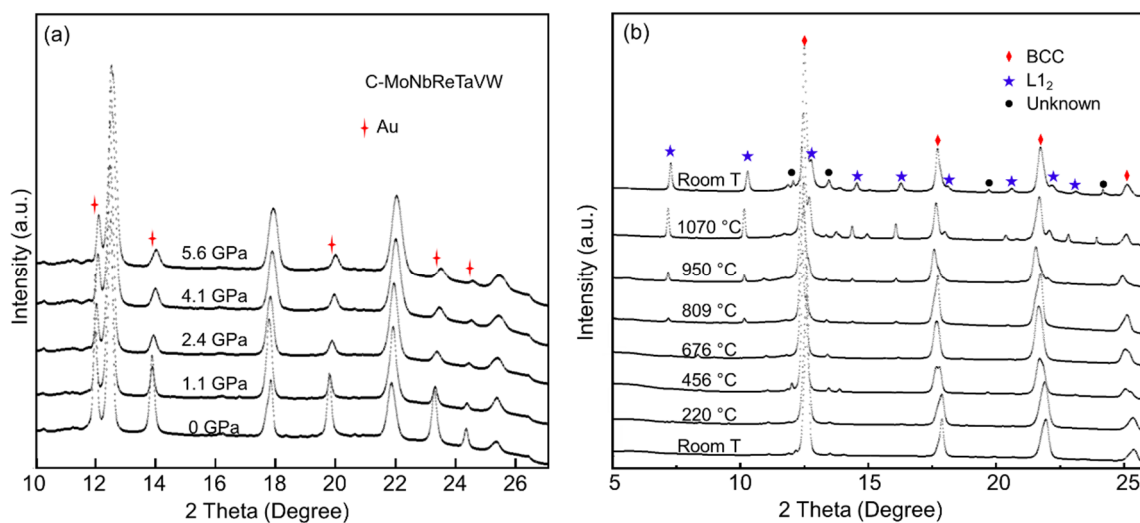 (a)
C-MoNbReTaVW
Au
5.6 GPa
4.1 GPa
2.4 GPa
1.1 GPa
0 GPa
Intensity (a.u.)
10 12 14 16 18 20 22 24 26
2 Theta (Degree)
(b)
BCC
L1₂
Unknown
Room T
1070 °C
950 °C
809 °C
676 °C
456 °C
220 °C
Room T
Intensity (a.u.)
5 10 15 20 25
2 Theta (Degree)